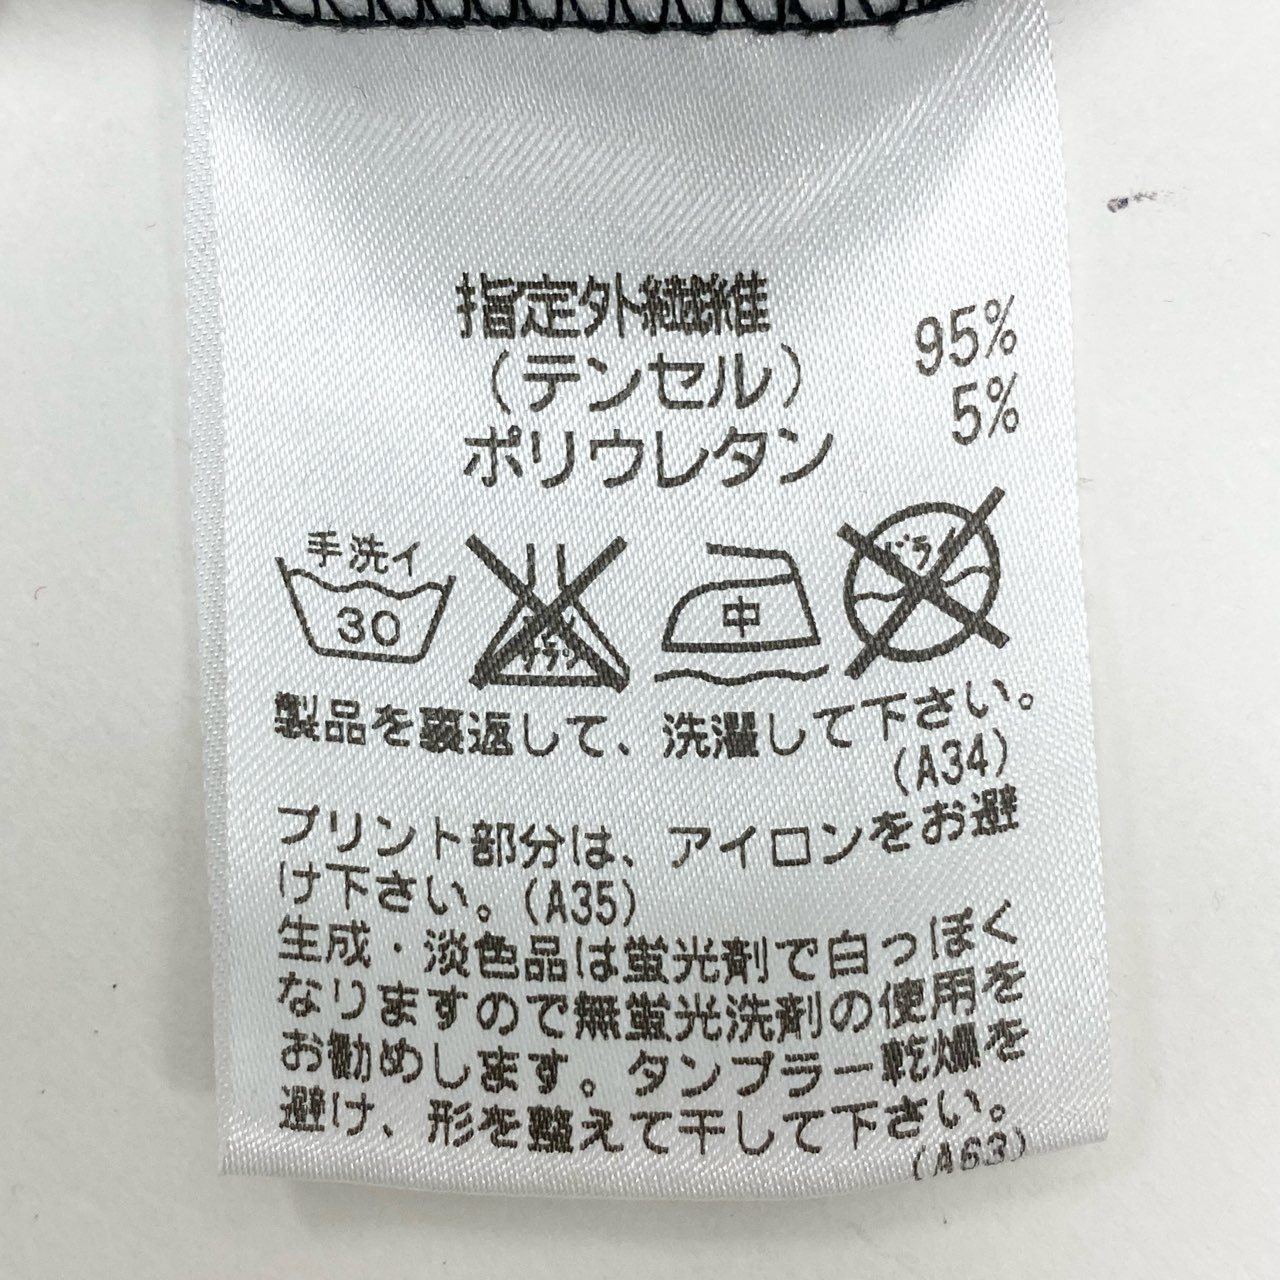 指定外繊維 95%
(テンセル) 5%
ポリウレタン
手洗イ
30
中
ドライ
製品を裏返して、洗濯して下さい。
(A34)
プリント部分は、アイロンをお避
け下さい。(A35)
生成・淡色品は蛍光剤で白っぽく
なりますので無蛍光洗剤の使用を
お勧めします。タンブラー乾燥を
避け、形を整えて干して下さい。
(A63)